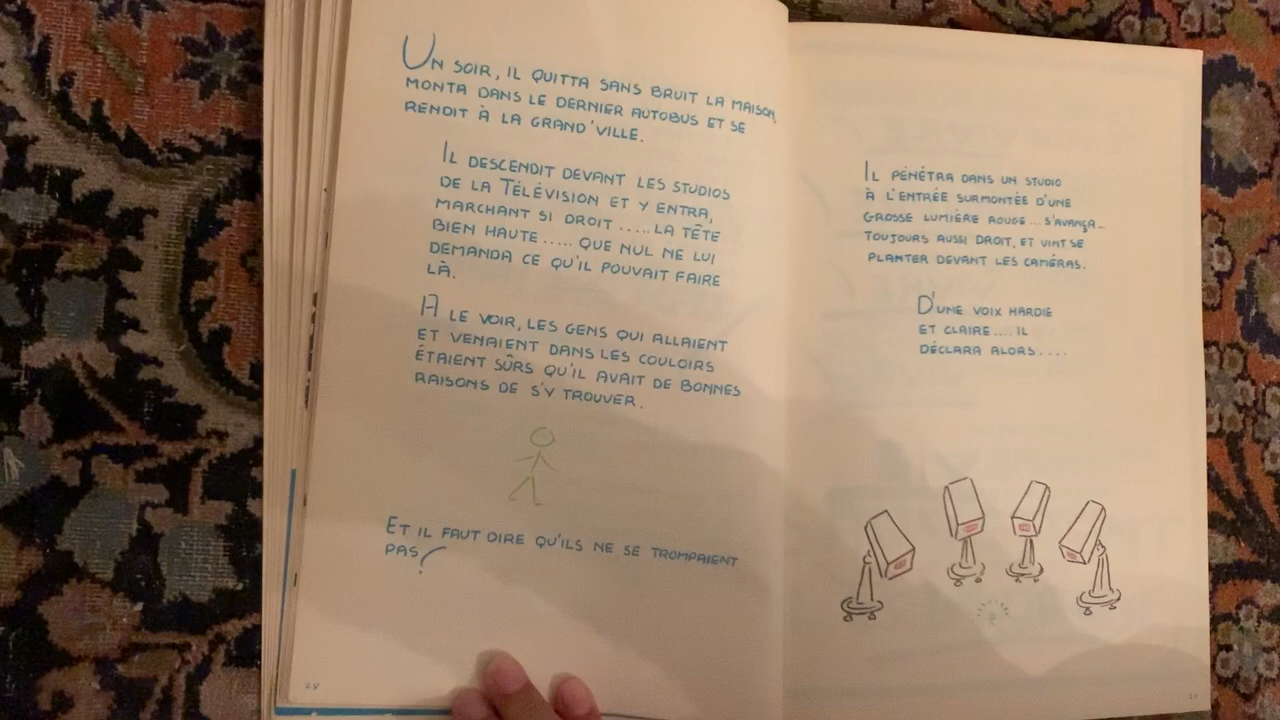 UN SOIR, IL QUITTA SANS BRUIT LA MAISON,
MONTA DANS LE DERNIER AUTOBUS ET SE
RENDIT À LA GRAND'VILLE.
IL DESCENDIT DEVANT LES STUDIOS
DE LA TÉLÉVISION ET Y ENTRA,
MARCHANT SI DROIT.....LA TÊTE
BIEN HAUTE..... QUE NUL NE LUI
DEMANDA CE QU'IL POUVAIT FAIRE
LÀ.
A LE VOIR, LES GENS QUI ALLAIENT
ET VENAIENT DANS LES COULOIRS
ÉTAIENT SÛRS QU'IL AVAIT DE BONNES
RAISONS DE S'Y TROUVER.
ET IL FAUT DIRE QU'ILS NE SE TROMPAIENT
PAS!
IL PÉNÉTRA DANS UN STUDIO
À L'ENTRÉE SURMONTÉE D'UNE
GROSSE LUMIÈRE ROUGE...S'AVANÇA
TOUJOURS AUSSI DROIT, ET VINT SE
PLANTER DEVANT LES CAMÉRAS.
D'UNE VOIX HARDIE
ET CLAIRE....IL
DÉCLARA ALORS....